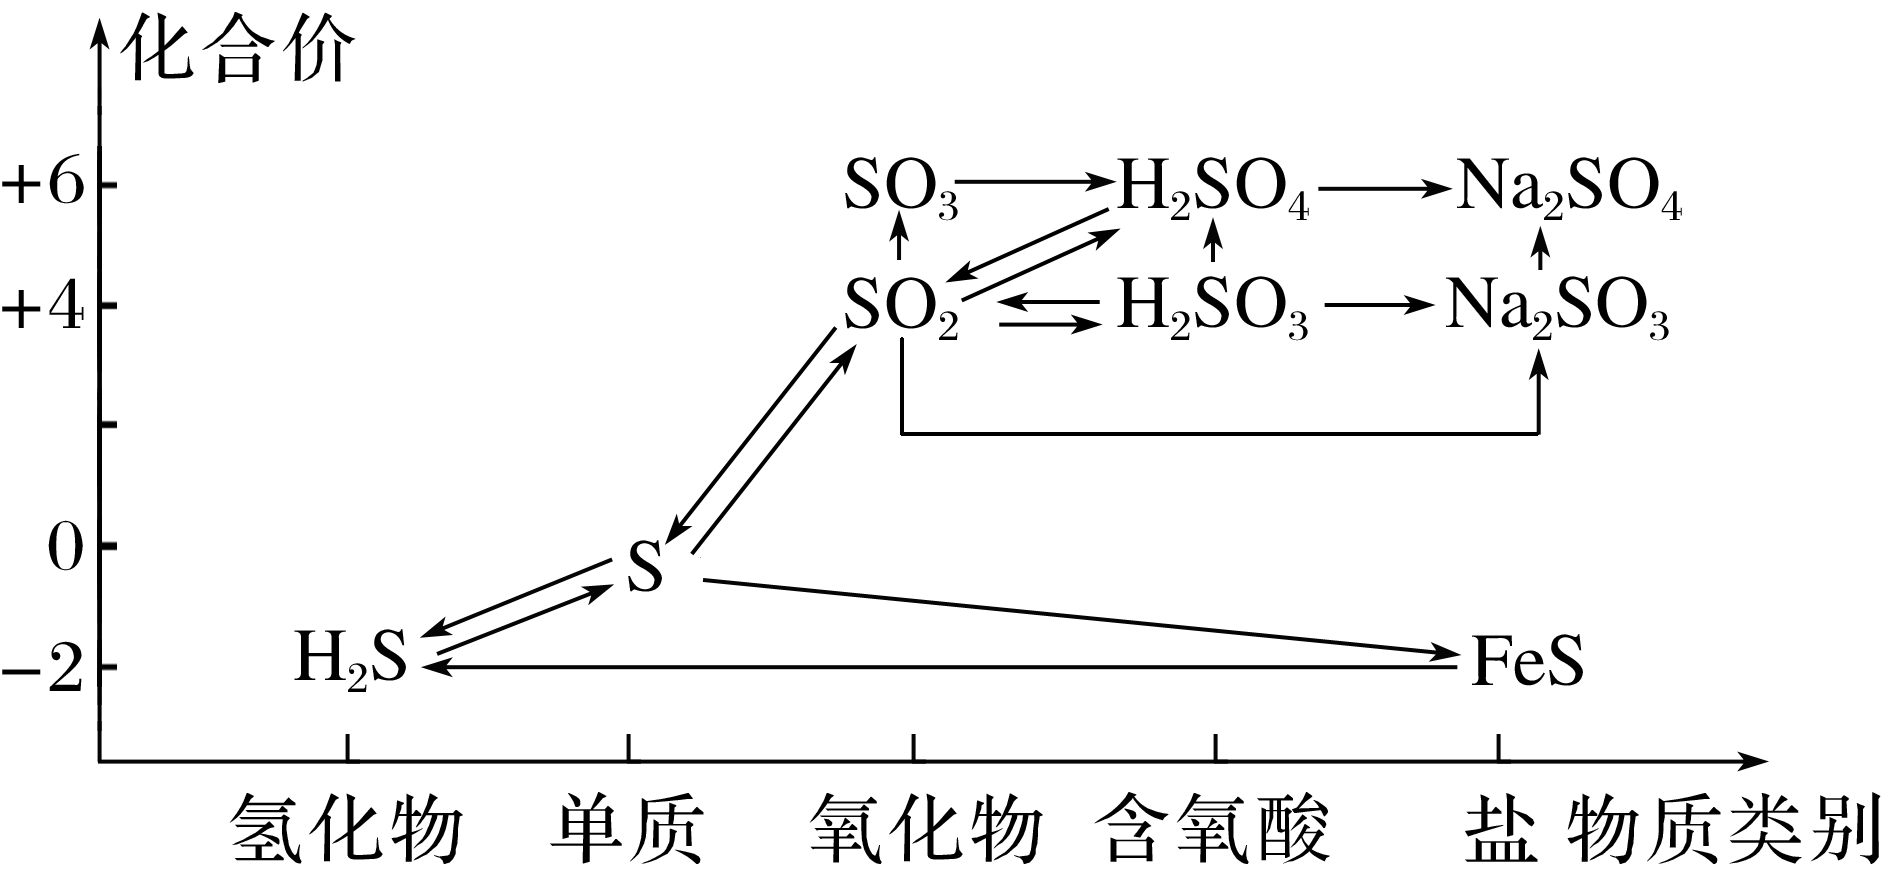 化合价
+6 SO₃ H₂SO₄ Na₂SO₄
+4 SO₂ H₂SO₃ Na₂SO₃
0 S
−2 H₂S FeS
氢化物 单质 氧化物 含氧酸 盐 物质类别